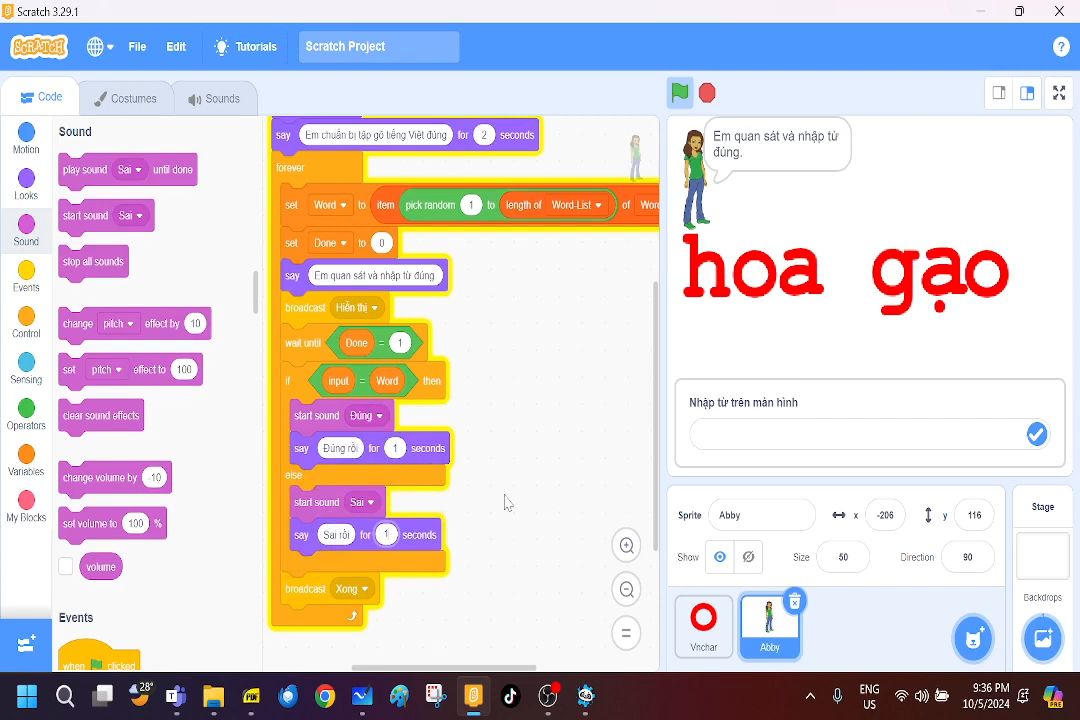 Scratch 3.29.1
SCRATCH
File Edit Tutorials Scratch Project
Code Costumes Sounds
Motion
Looks
Sound
Events
Control
Sensing
Operators
Variables
My Blocks
Sound
play sound Sai until done
start sound Sai
stop all sounds
change pitch effect by 10
set pitch effect to 100
clear sound effects
change volume by -10
set volume to 100 %
volume
Events
when clicked
say Em chuẩn bị tập gõ tiếng Việt đúng for 2 seconds
forever
set Word to item pick random 1 to length of Word-List of
set Done to 0
say Em quan sát và nhập từ đúng.
broadcast Hiển thị
wait until Done = 1
if input = Word then
start sound Đúng
say Đúng rồi for 1 seconds
else
start sound Sai
say Sai rồi for 1 seconds
broadcast Xong
Em quan sát và nhập từ
đúng.
hoa gạo
Nhập từ trên màn hình
Sprite Abby x -206 y 116
Show Size 50 Direction 90
Vnchar
Abby
Stage
Backdrops
28°
PDF
ENG
US
9:36 PM
10/5/2024
PRE